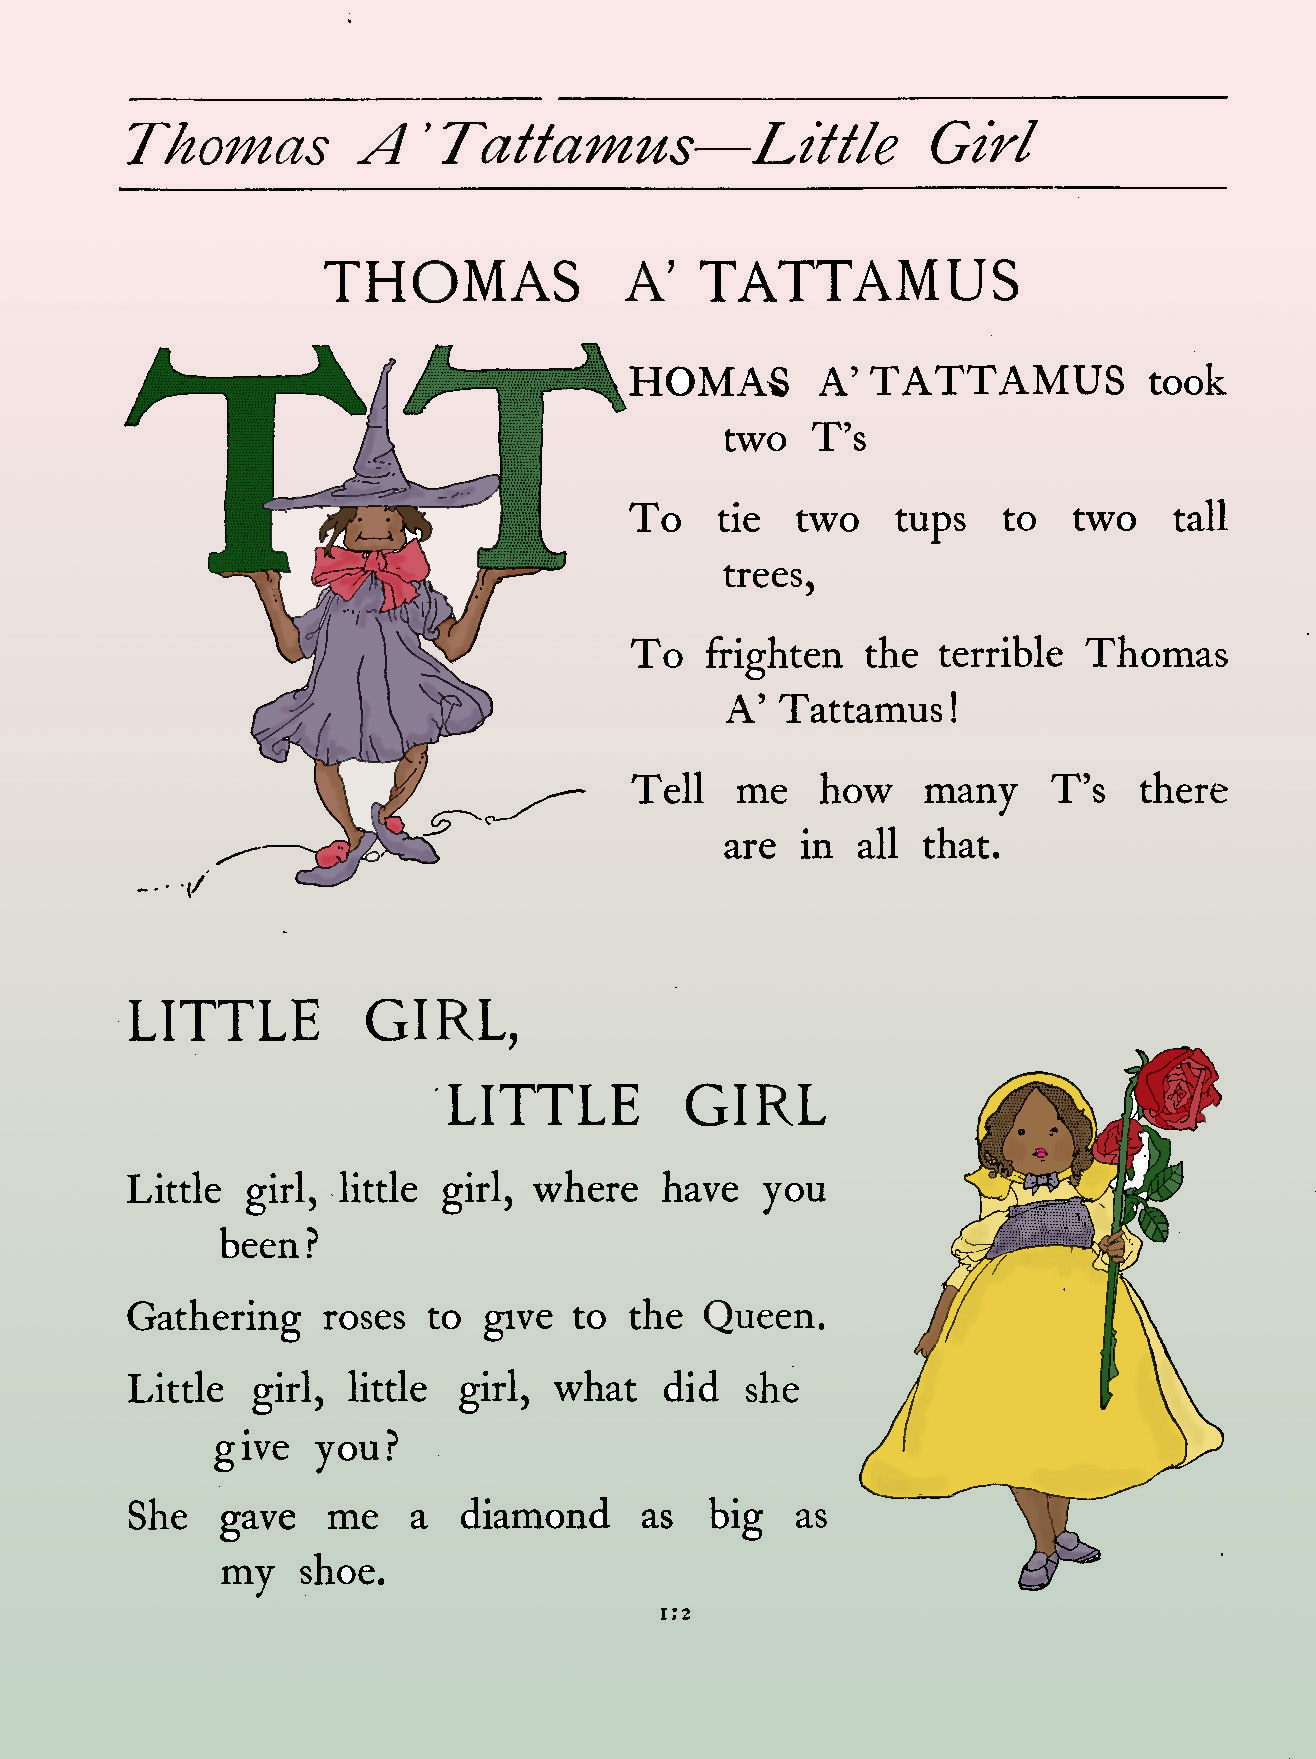 Thomas A' Tattamus—Little Girl
THOMAS A' TATTAMUS
THOMAS A' TATTAMUS took
two T's
To tie two tups to two tall
trees,
To frighten the terrible Thomas
A' Tattamus!
Tell me how many T's there
are in all that.
LITTLE GIRL,
LITTLE GIRL
Little girl, little girl, where have you
been?
Gathering roses to give to the Queen.
Little girl, little girl, what did she
give you?
She gave me a diamond as big as
my shoe.